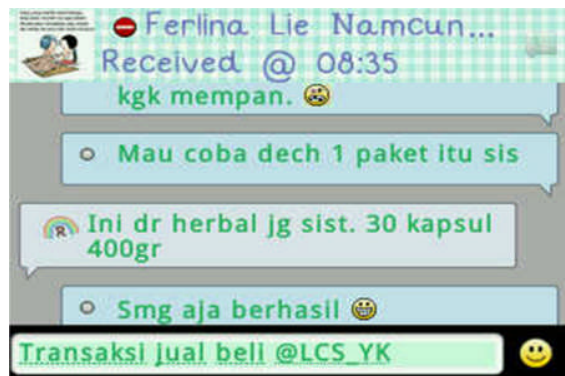 Ferlina Lie Namcun...
Received @ 08:35
kgk mempan.
Mau coba dech 1 paket itu sis
R
Ini dr herbal jg sist. 30 kapsul
400gr
Smg aja berhasil
Transaksi jual beli @LCS_YK